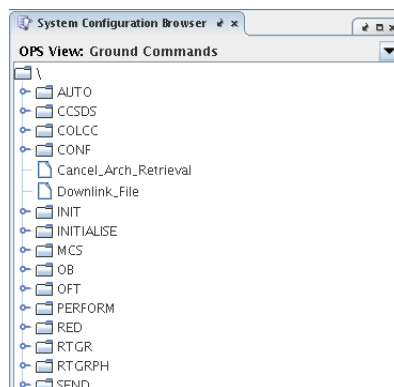 System Configuration Browser
OPS View: Ground Commands
\
AUTO
CCSDS
COLCC
CONF
Cancel_Arch_Retrieval
Downlink_File
INIT
INITIALISE
MCS
OB
OFT
PERFORM
RED
RTGR
RTGRPH
SEND